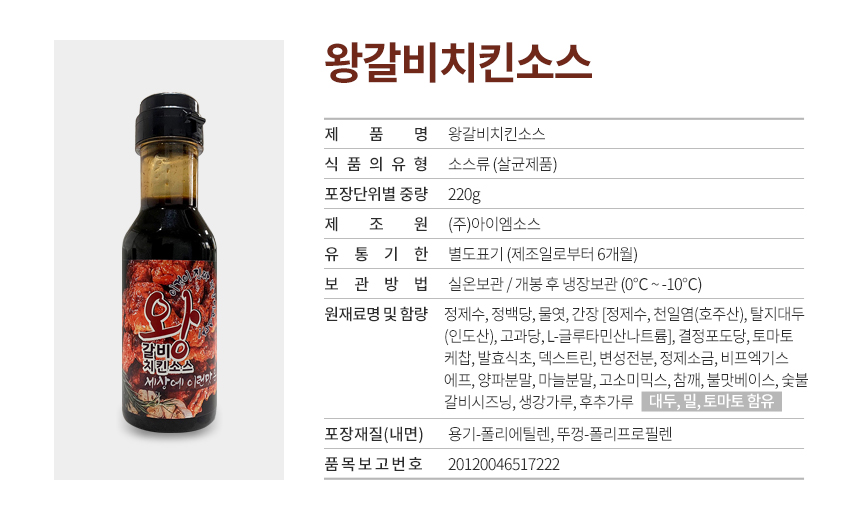 왕갈비치킨소스
제 품 명 왕갈비치킨소스
식 품 의 유 형 소스류 (살균제품)
포장단위별 중량 220g
제 조 원 (주)아이엠소스
유 통 기 한 별도표기 (제조일로부터 6개월)
보 관 방 법 실온보관 / 개봉 후 냉장보관 (0℃ ~ -10℃)
원재료명 및 함량 정제수, 정백당, 물엿, 간장 [정제수, 천일염(호주산), 탈지대두
(인도산), 고과당, L-글루타민산나트륨], 결정포도당, 토마토
케찹, 발효식초, 덱스트린, 변성전분, 정제소금, 비프엑기스
에프, 양파분말, 마늘분말, 고소미믹스, 참깨, 불맛베이스, 숯불
갈비시즈닝, 생강가루, 후추가루 대두, 밀, 토마토 함유
포장재질(내면) 용기-폴리에틸렌, 뚜껑-폴리프로필렌
품목보고번호 20120046517222
왕
갈비
치킨소스
세상에 이런맛